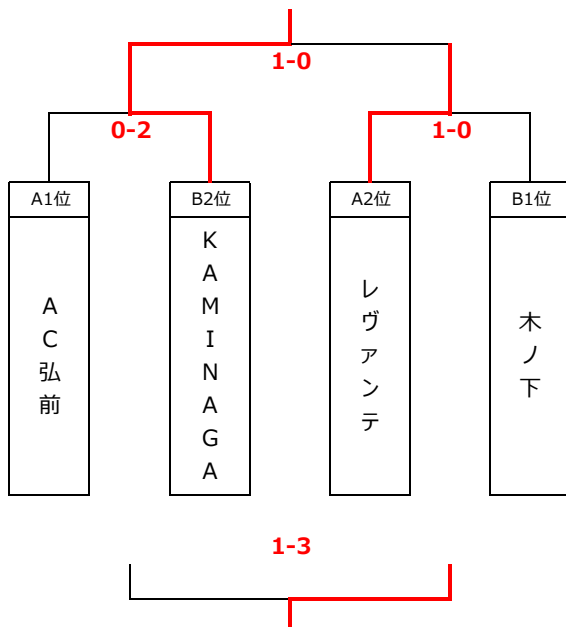 1-0
0-2
1-0
A1位
B2位
A2位
B1位
AC弘前
KAMINAGA
レヴァンテ
木ノ下
1-3